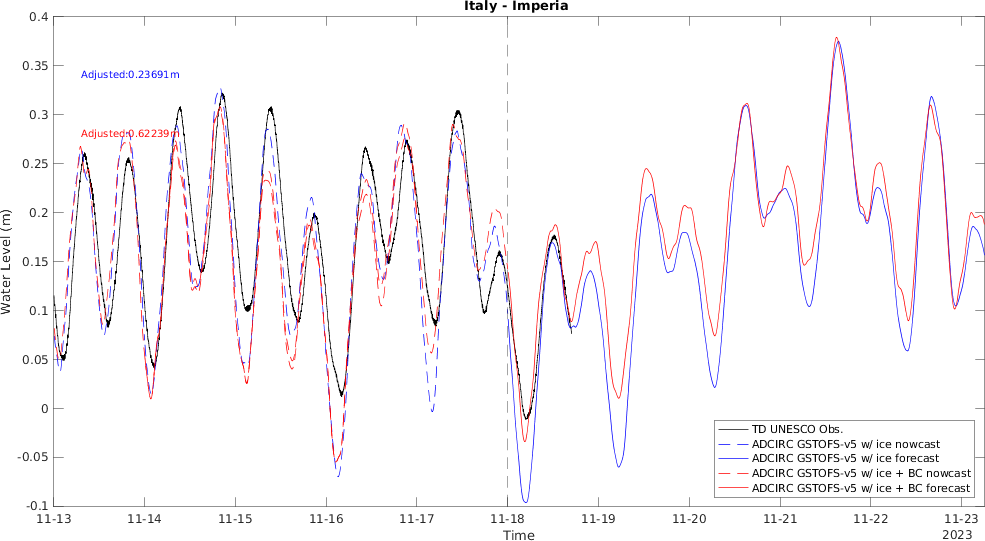 Italy - Imperia
0.4
0.35
0.3
0.25
0.2
0.15
0.1
0.05
0
-0.05
-0.1
Water Level (m)
Adjusted:0.23691m
Adjusted:0.62239m
TD UNESCO Obs.
ADCIRC GSTOFS-v5 w/ ice nowcast
ADCIRC GSTOFS-v5 w/ ice forecast
ADCIRC GSTOFS-v5 w/ ice + BC nowcast
ADCIRC GSTOFS-v5 w/ ice + BC forecast
11-13 11-14 11-15 11-16 11-17 11-18 11-19 11-20 11-21 11-22 11-23
Time
2023